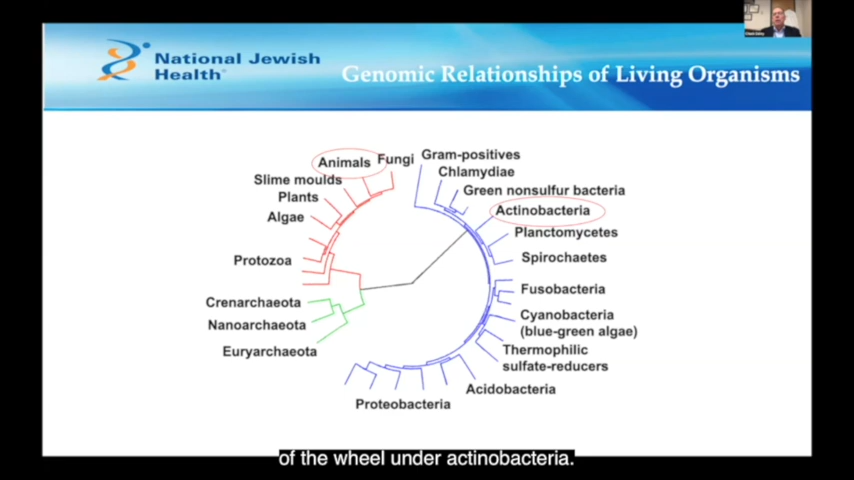 National Jewish
Health®
Genomic Relationships of Living Organisms
Animals
Fungi
Gram-positives
Chlamydiae
Slime moulds
Green nonsulfur bacteria
Plants
Actinobacteria
Algae
Planctomycetes
Protozoa
Spirochaetes
Fusobacteria
Crenarchaeota
Cyanobacteria
(blue-green algae)
Nanoarchaeota
Euryarchaeota
Thermophilic
sulfate-reducers
Acidobacteria
Proteobacteria
of the wheel under actinobacteria.